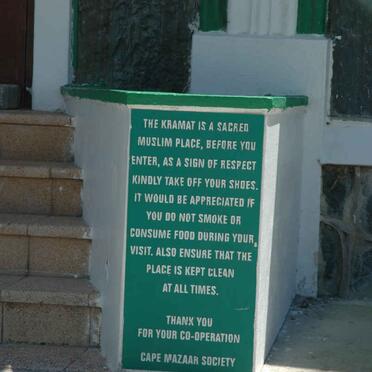 THE KRAMAT IS A SACRED
MUSLIM PLACE, BEFORE YOU
ENTER, AS A SIGN OF RESPECT
KINDLY TAKE OFF YOUR SHOES.
IT WOULD BE APPRECIATED IF
YOU DO NOT SMOKE OR
CONSUME FOOD DURING YOUR
VISIT. ALSO ENSURE THAT THE
PLACE IS KEPT CLEAN
AT ALL TIMES.
THANK YOU
FOR YOUR CO-OPERATION
CAPE MAZAAR SOCIETY